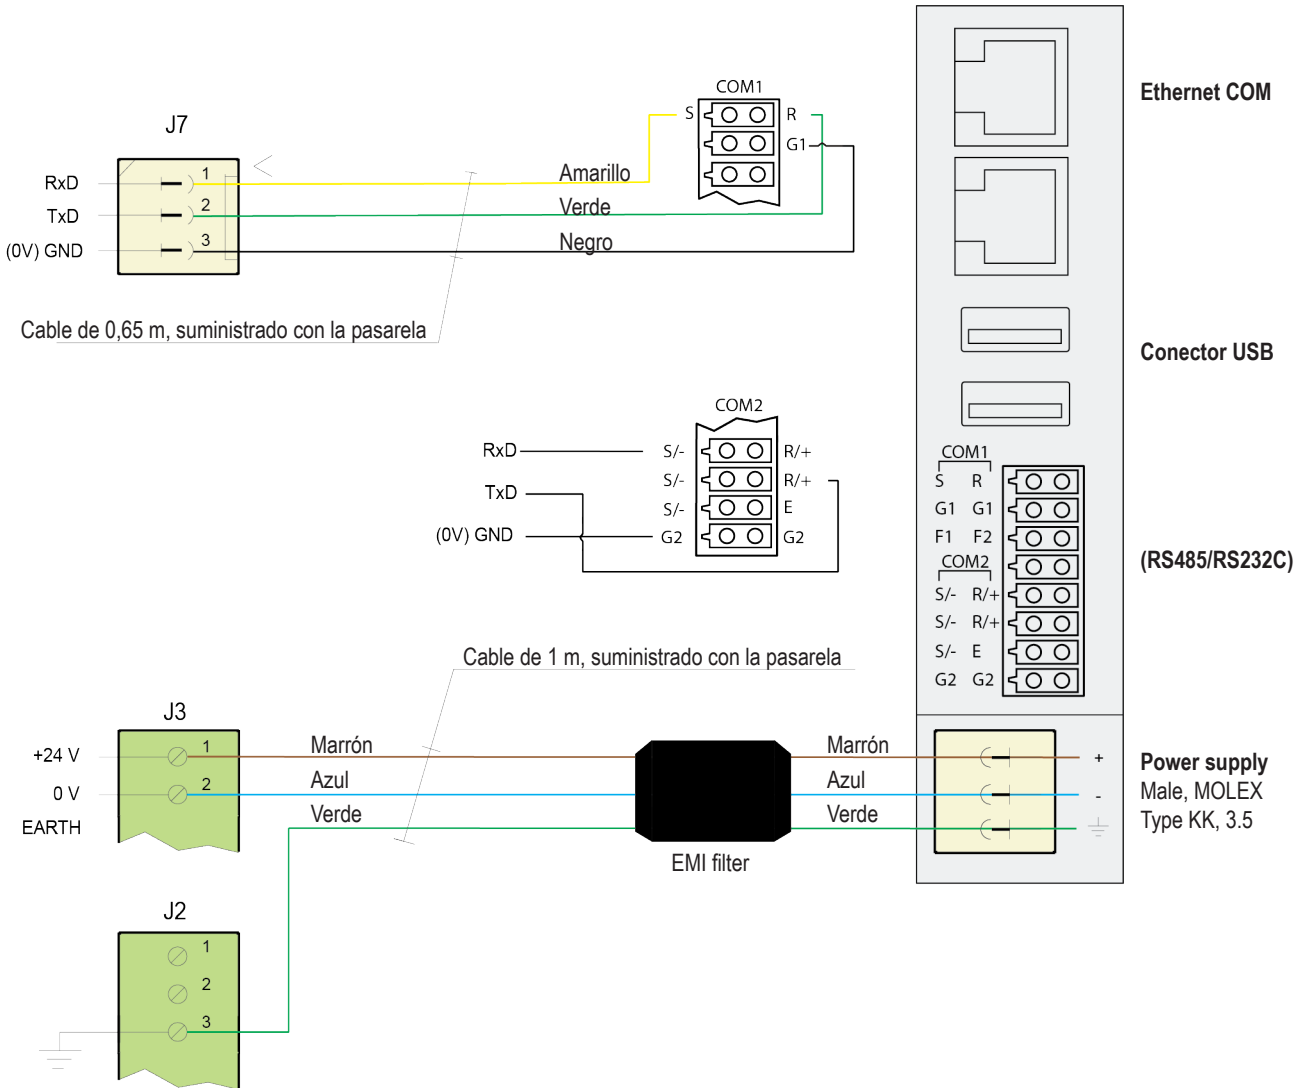 COM1
J7
S R
G1
RxD 1 Amarillo
TxD 2 Verde
(0V) GND 3 Negro
Cable de 0,65 m, suministrado con la pasarela
COM2
RxD S/- R/+
TxD S/- R/+
S/- E
(0V) GND G2 G2
Ethernet COM
Conector USB
COM1
S R
G1 G1
F1 F2
COM2
(RS485/RS232C)
S/- R/+
S/- R/+
S/- E
G2 G2
Cable de 1 m, suministrado con la pasarela
J3
+24 V 1 Marrón Marrón +
0 V 2 Azul Azul -
EARTH Verde Verde
EMI filter
Power supply
Male, MOLEX
Type KK, 3.5
J2
1
2
3